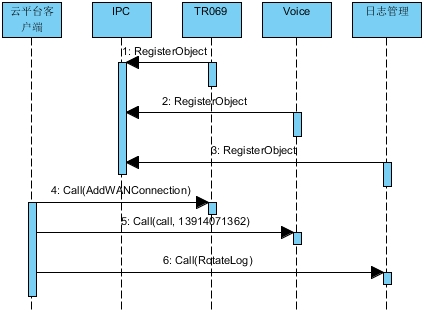 云平台客
户端
IPC
TR069
Voice
日志管理
1: RegisterObject
2: RegisterObject
3: RegisterObject
4: Call(AddWANConnection)
5: Call(call, 13914071362)
6: Call(RotateLog)